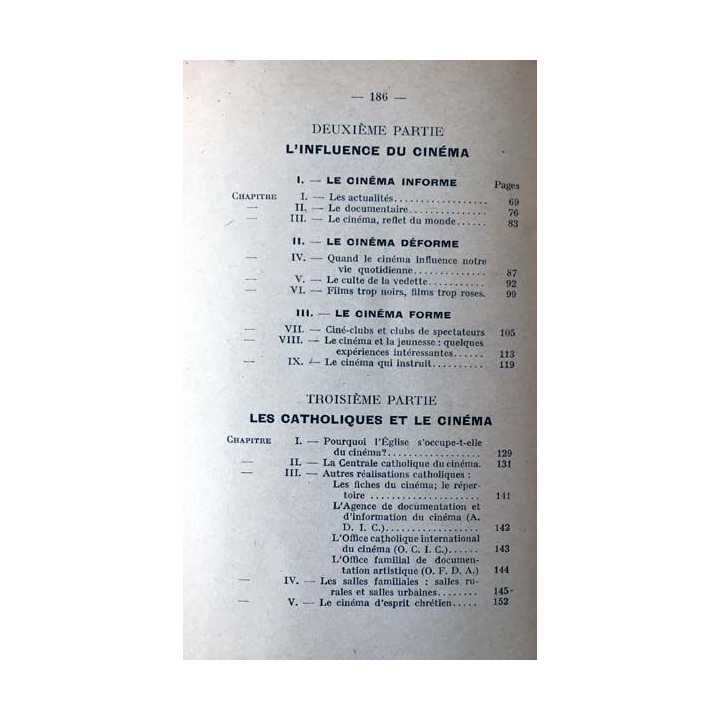 — 186 —
DEUXIÈME PARTIE
L'INFLUENCE DU CINÉMA
I. — LE CINÉMA INFORME Pages
CHAPITRE I. — Les actualités.................. 69
— II. — Le documentaire............... 76
— III. — Le cinéma, reflet du monde...... 83
II. — LE CINÉMA DÉFORME
— IV. — Quand le cinéma influence notre
vie quotidienne.............. 87
— V. — Le culte de la vedette........... 92
— VI. — Films trop noirs, films trop roses. 99
III. — LE CINÉMA FORME
— VII. — Ciné-clubs et clubs de spectateurs 105
— VIII. — Le cinéma et la jeunesse : quelques
expériences intéressantes...... 113
— IX. — Le cinéma qui instruit.......... 119
TROISIÈME PARTIE
LES CATHOLIQUES ET LE CINÉMA
CHAPITRE I. — Pourquoi l'Église s'occupe-t-elle
du cinéma?.................. 129
— II. — La Centrale catholique du cinéma. 131
— III. — Autres réalisations catholiques :
Les fiches du cinéma; le réper-
toire ..................... 141
L'Agence de documentation et
d'information du cinéma (A.
D. I. C.).................. 142
L'Office catholique international
du cinéma (O. C. I. C.)...... 143
L'Office familial de documen-
tation artistique (O. F. D. A.) 144
— IV. — Les salles familiales : salles ru-
rales et salles urbaines........ 145
— V. — Le cinéma d'esprit chrétien..... 152